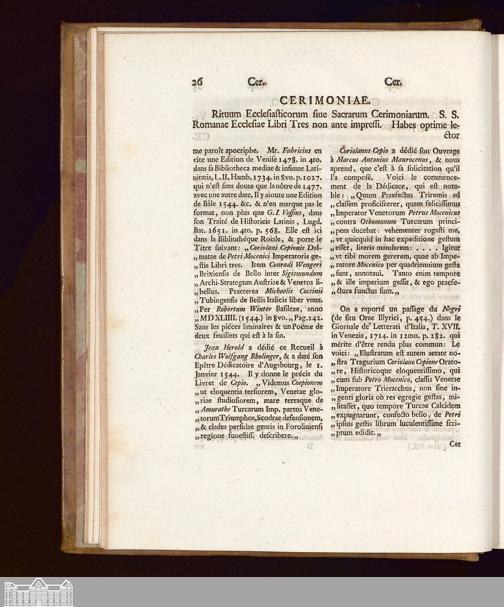 26 Cer. Cer.
CERIMONIAE.
Rituum Ecclesiasticorum siue Sacrarum Cerimoniarum. S. S.
Romanae Ecclesiae Libri Tres non ante impressi. Habes optime le-
ctor
me paroît apocriphe. Mr. Fabricius en
cite une Edition de Venise 1478. in 4to.
dans sa Bibliotheca mediae & infimae Lati-
nitatis, L.II. Hamb. 1734. in 8vo. p. 1027.
qui n'est sans doute que la nôtre de 1477.
avec une autre date. Il y ajoute une Edition
de Bâle 1544. &c. & n'en marque pas le
format, non plus que G. I. Vossius, dans
son Traité de Historicis Latinis, Lugd.
Bat. 1651. in 4to. p. 568. Elle est ici
dans la Bibliothéque Roiale, & porte le
Titre suivant: „Coriolani Cepionis Dal-
„matae de Petri Mocenici Imperatoris ge-
„stis Libri tres. Item Conradi Wengeri
„Brixiensis de Bello inter Sigismundum
„Archi-Strategum Austriae & Venetos li-
„bellus. Praeterea Michaelis Coccinii
„Tubingensis de Bellis Italicis liber vnus.
„Per Robertum Winter Basileae, anno
„MDXLIIII. (1544) in 8vo.„ Pag. 242.
Sans les piéces liminaires & un Poëme de
deux feuillets qui est à la fin.
Jean Herold a dédié ce Recueil à
Charles Wolfgang Rholinger, & a daté son
Epître Dédicatoire d'Augsbourg, le 1.
Janvier 1544. Il y donne le précis du
Livret de Cepio. „Videmus Coepionem
„ut eloquentia tersiorem, Venetae glo-
„riae studiosiorem, mare terraque de
„Amurathe Turcarum Imp. partos Vene-
„torum Triumphos, Scodrae defensionem,
„& clades perfidae gentis in Foroliuiensi
„regione funestiss. describere.„
Coriolanus Cepio a dédié son Ouvrage
à Marcus Antonius Maurocenus, & nous
aprend, que c'est à sa solicitation qu'il
l'a composé. Voici le commence-
ment de la Dédicace, qui est nota-
ble: „Quum Praefectus Triremis ad
„classem proficiscerer, quam felicissimus
„Imperator Venetorum Petrus Mocenicus
„contra Othomanum Turcarum princi-
„pem ducebat: vehementer rogasti me,
„vt quicquid in hac expeditione gestum
„esset, literis mandarem: .... Igitur
„vt tibi morem gererem, quae ab Impe-
„ratore Mocenico per quadriennium gesta
„sunt, annotaui. Tanto enim tempore
„& ille imperium gessit, & ego praefe-
„ctura functus sum.„
On a raporté un passage du Negri
(de seu Orae Illyrici, p. 454.) dans le
Giornale de' Letterati d'Italia, T. XVII.
in Venezia, 1714. in 12mo. p. 282. qui
mérite d'être rendu plus commun: Le
voici: „Illustratum est autem aetate no-
„stra Tragurium Coriolano Cipione Orato-
„re, Historicoque eloquentissimo, qui
„cum sub Petro Mocenico, classis Venetae
„Imperatore Trierarchus, non sine in-
„genti gloria ob res egregie gestas, mi-
„litasset, quo tempore Turcae Calcidem
„expugnarunt, confecto bello, de Petri
„ipsius gestis librum luculentissime scri-
„ptum edidit.„
Cet